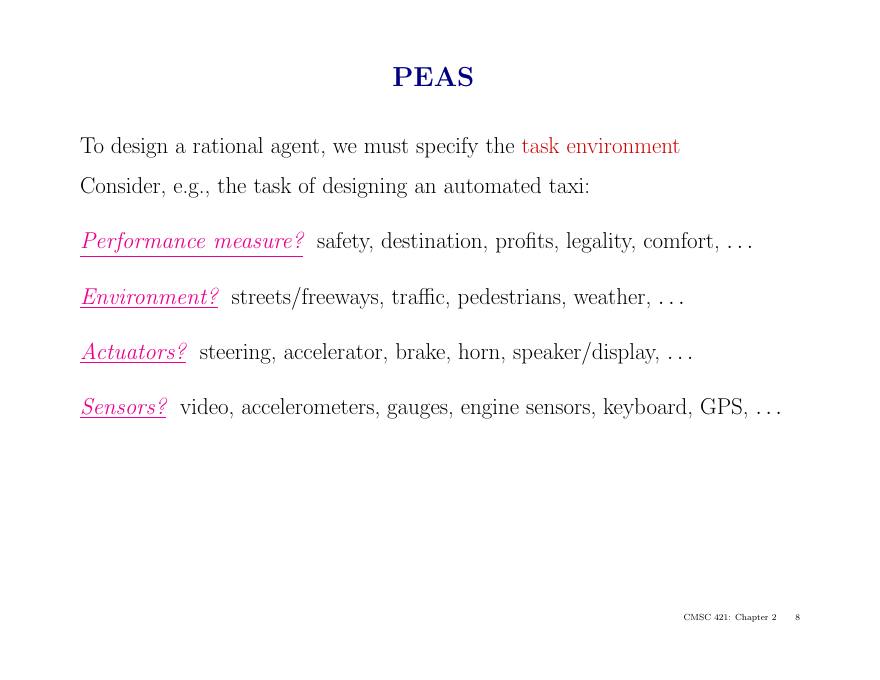 PEAS
To design a rational agent, we must specify the task environment
Consider, e.g., the task of designing an automated taxi:
Performance measure? safety, destination, profits, legality, comfort, . . .
Environment? streets/freeways, traffic, pedestrians, weather, . . .
Actuators? steering, accelerator, brake, horn, speaker/display, . . .
Sensors? video, accelerometers, gauges, engine sensors, keyboard, GPS, . . .
CMSC 421: Chapter 2 8